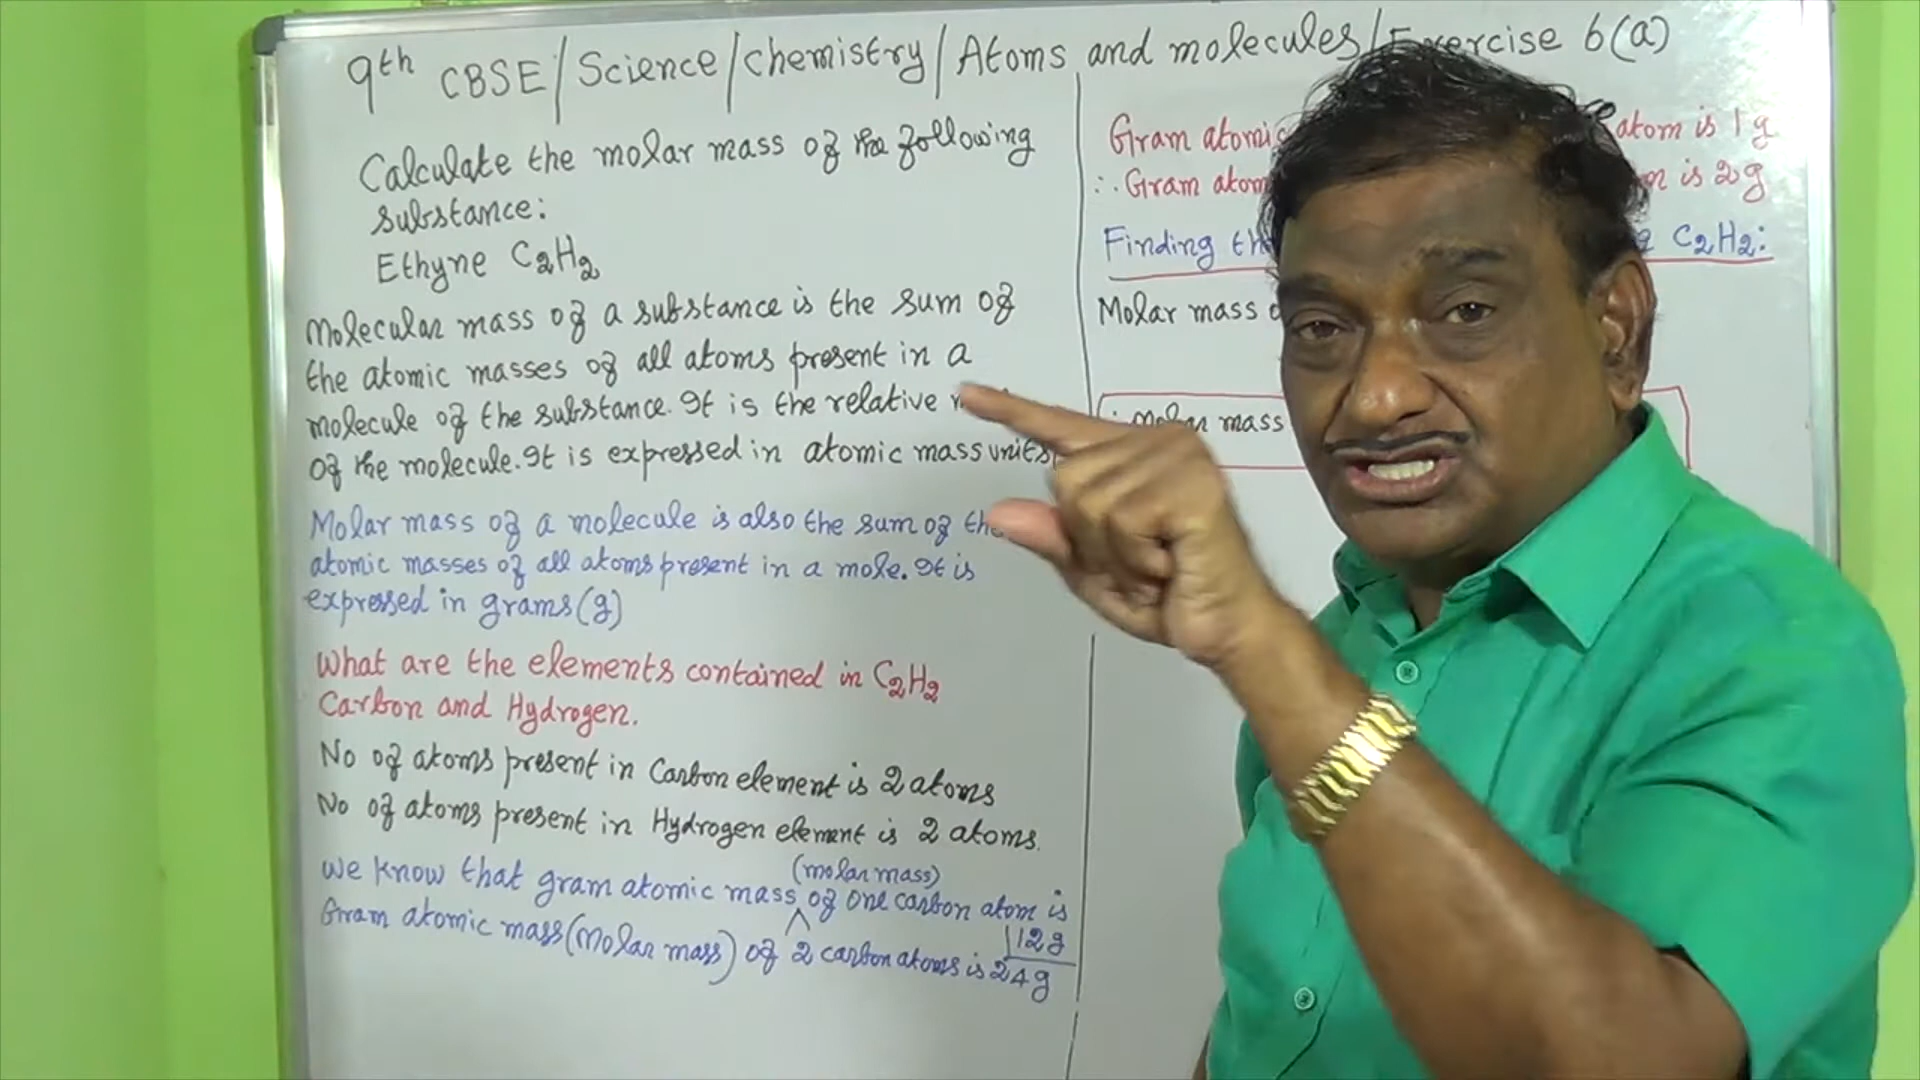 9th CBSE/Science/chemistry/Atoms and molecules/Exercise 6(a)
Calculate the molar mass of the following
substance:
Ethyne C₂H₂
Molecular mass of a substance is the sum of
the atomic masses of all atoms present in a
molecule of the substance. It is the relative
of the molecule. It is expressed in atomic mass units
Molar mass of a molecule is also the sum of the
atomic masses of all atoms present in a mole. It is
expressed in grams (g)
What are the elements contained in C₂H₂
Carbon and Hydrogen.
No of atoms present in Carbon element is 2 atoms
No of atoms present in Hydrogen element is 2 atoms.
(molar mass)
We know that gram atomic mass ^ of one carbon atom is
12g
Gram atomic mass (Molar mass) of 2 carbon atoms is 24g
Gram atomic atom is 1g
∴ Gram is 2g
Finding C₂H₂:
Molar mass
∴ Molar mass